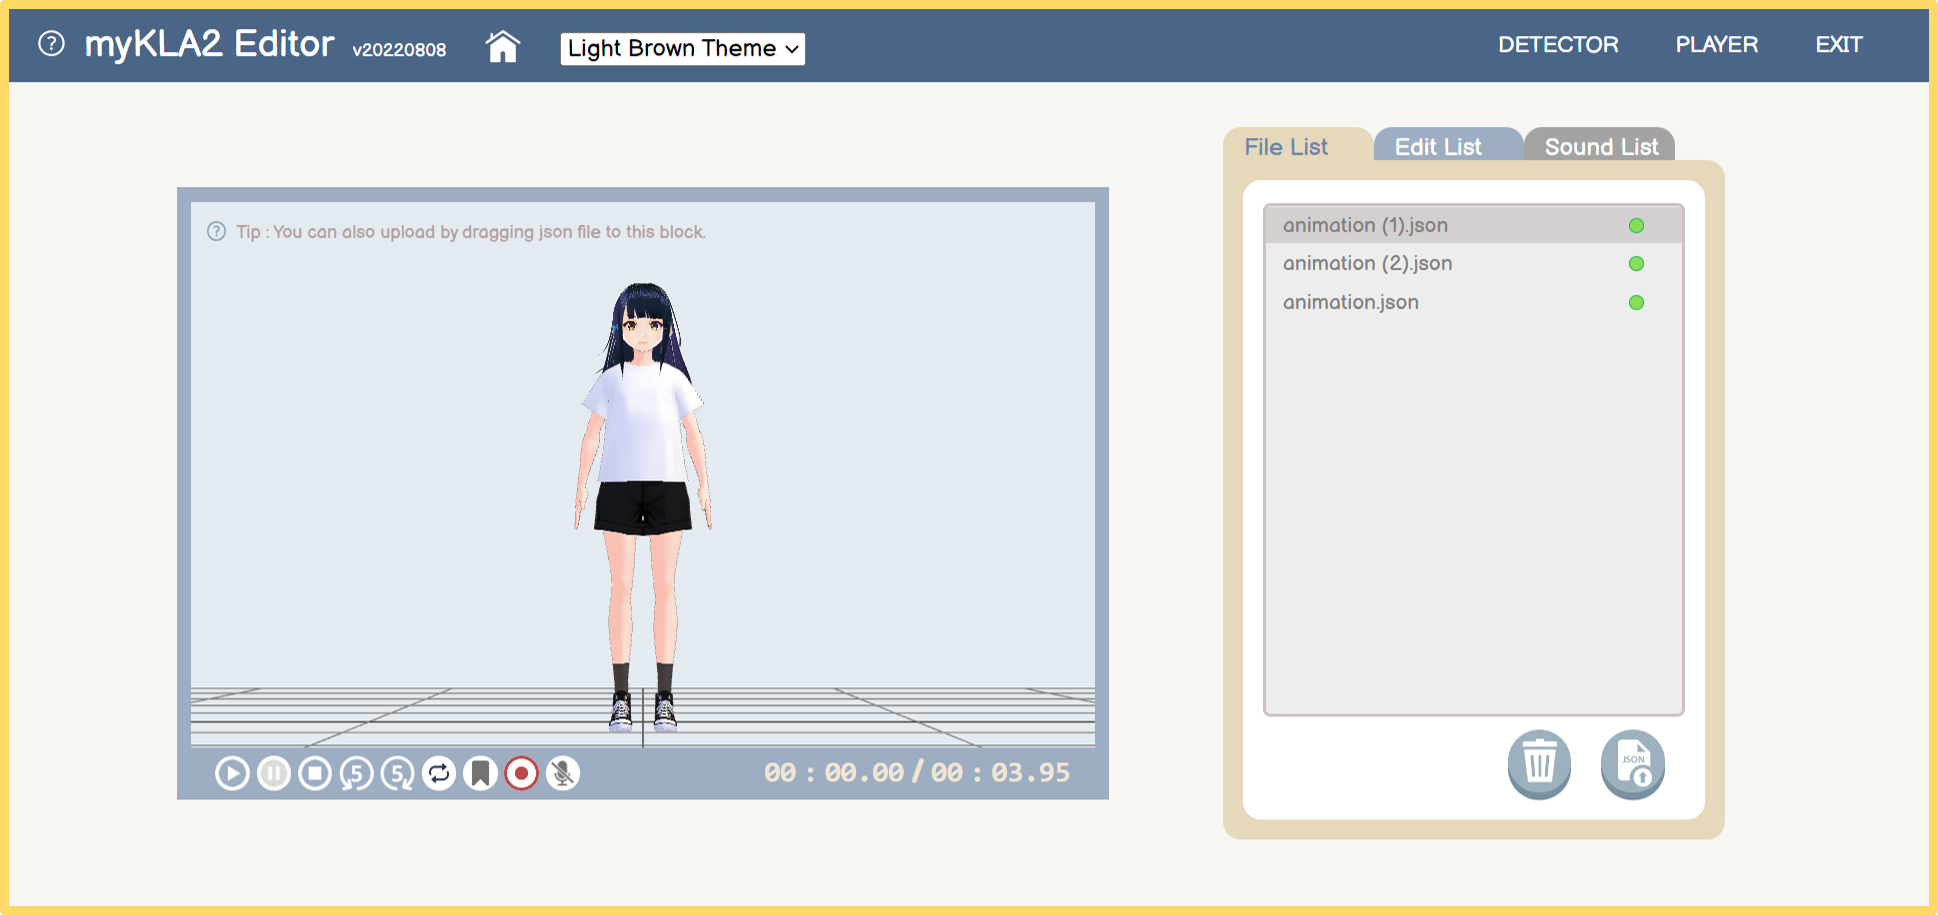 ? myKLA2 Editor v20220808 Light Brown Theme DETECTOR PLAYER EXIT
File List Edit List Sound List
? Tip : You can also upload by dragging json file to this block.
animation (1).json
animation (2).json
animation.json
5 5 00 : 00.00 / 00 : 03.95
JSON